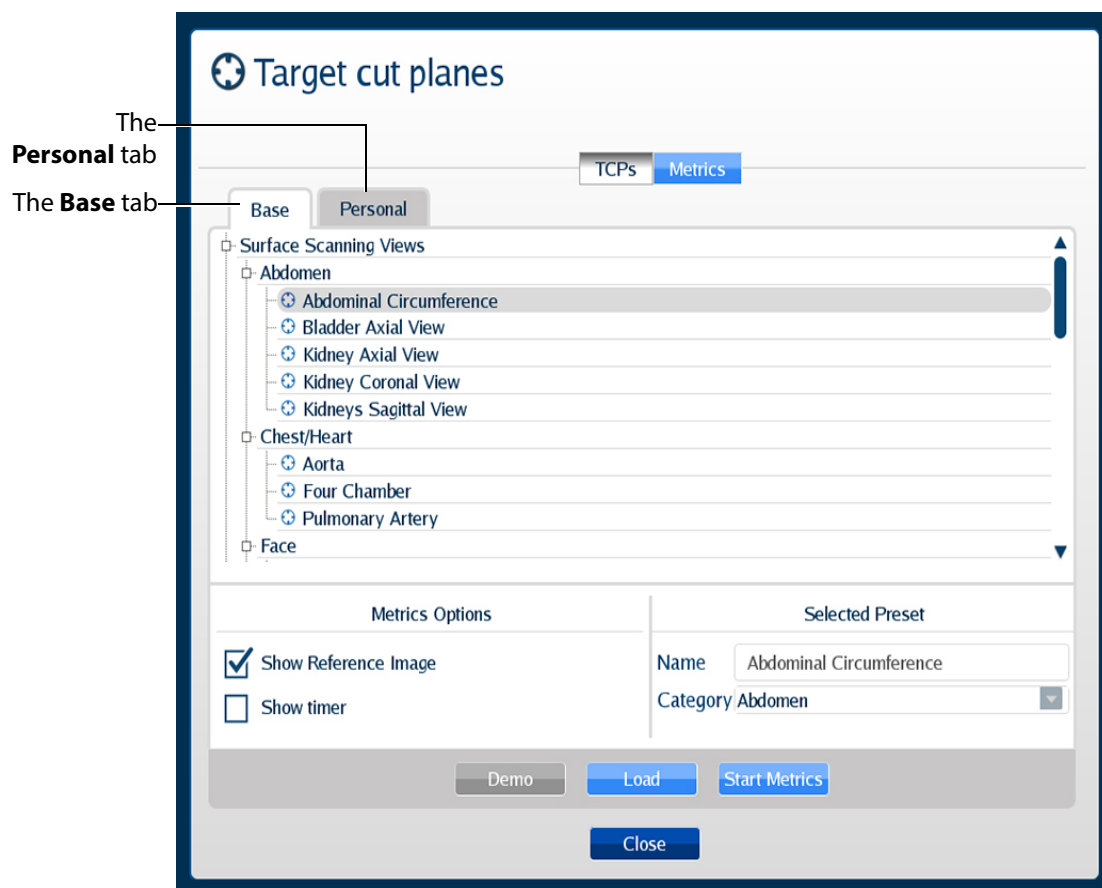 Target cut planes
The
Personal tab
TCPs Metrics
The Base tab
Base Personal
Surface Scanning Views
Abdomen
Abdominal Circumference
Bladder Axial View
Kidney Axial View
Kidney Coronal View
Kidneys Sagittal View
Chest/Heart
Aorta
Four Chamber
Pulmonary Artery
Face
Metrics Options
Selected Preset
Show Reference Image
Show timer
Name Abdominal Circumference
Category Abdomen
Demo Load Start Metrics
Close